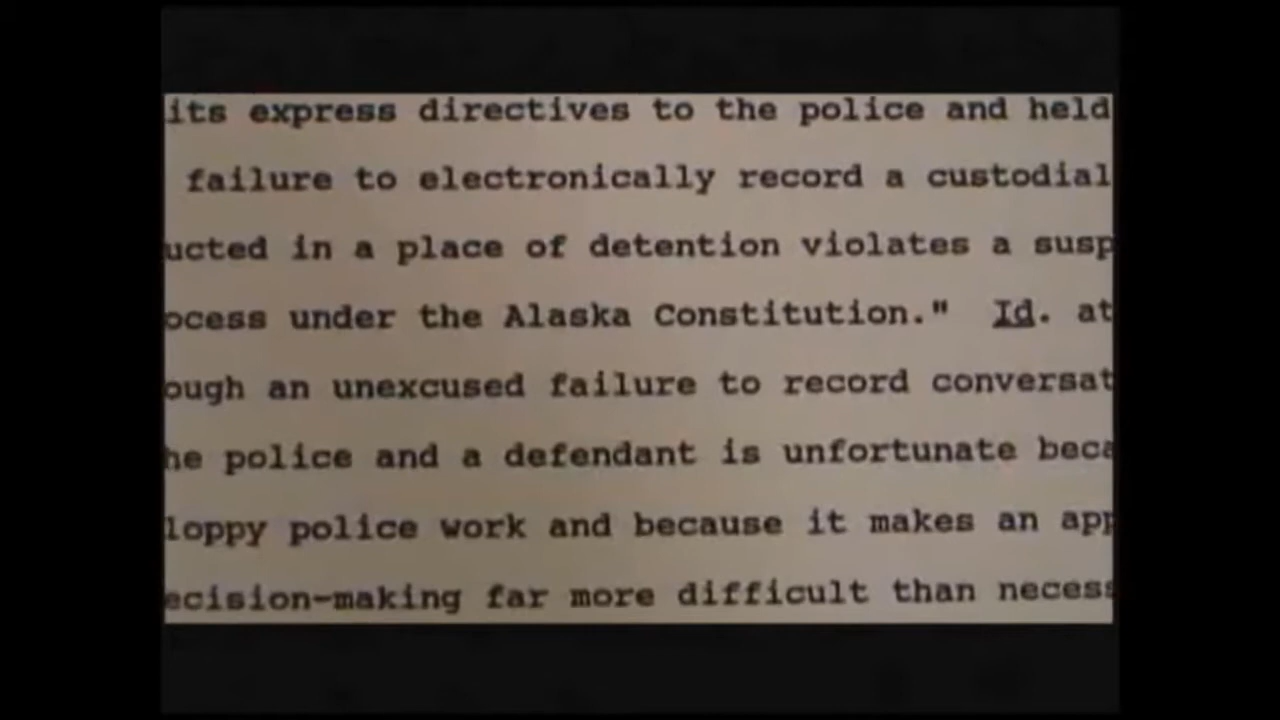 its express directives to the police and held
failure to electronically record a custodial
ucted in a place of detention violates a susp
ocess under the Alaska Constitution." Id. at
ough an unexcused failure to record conversat
he police and a defendant is unfortunate beca
loppy police work and because it makes an app
ecision-making far more difficult than necess